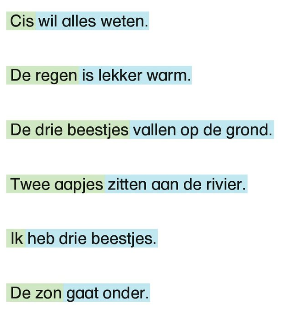 Cis wil alles weten.
De regen is lekker warm.
De drie beestjes vallen op de grond.
Twee aapjes zitten aan de rivier.
Ik heb drie beestjes.
De zon gaat onder.